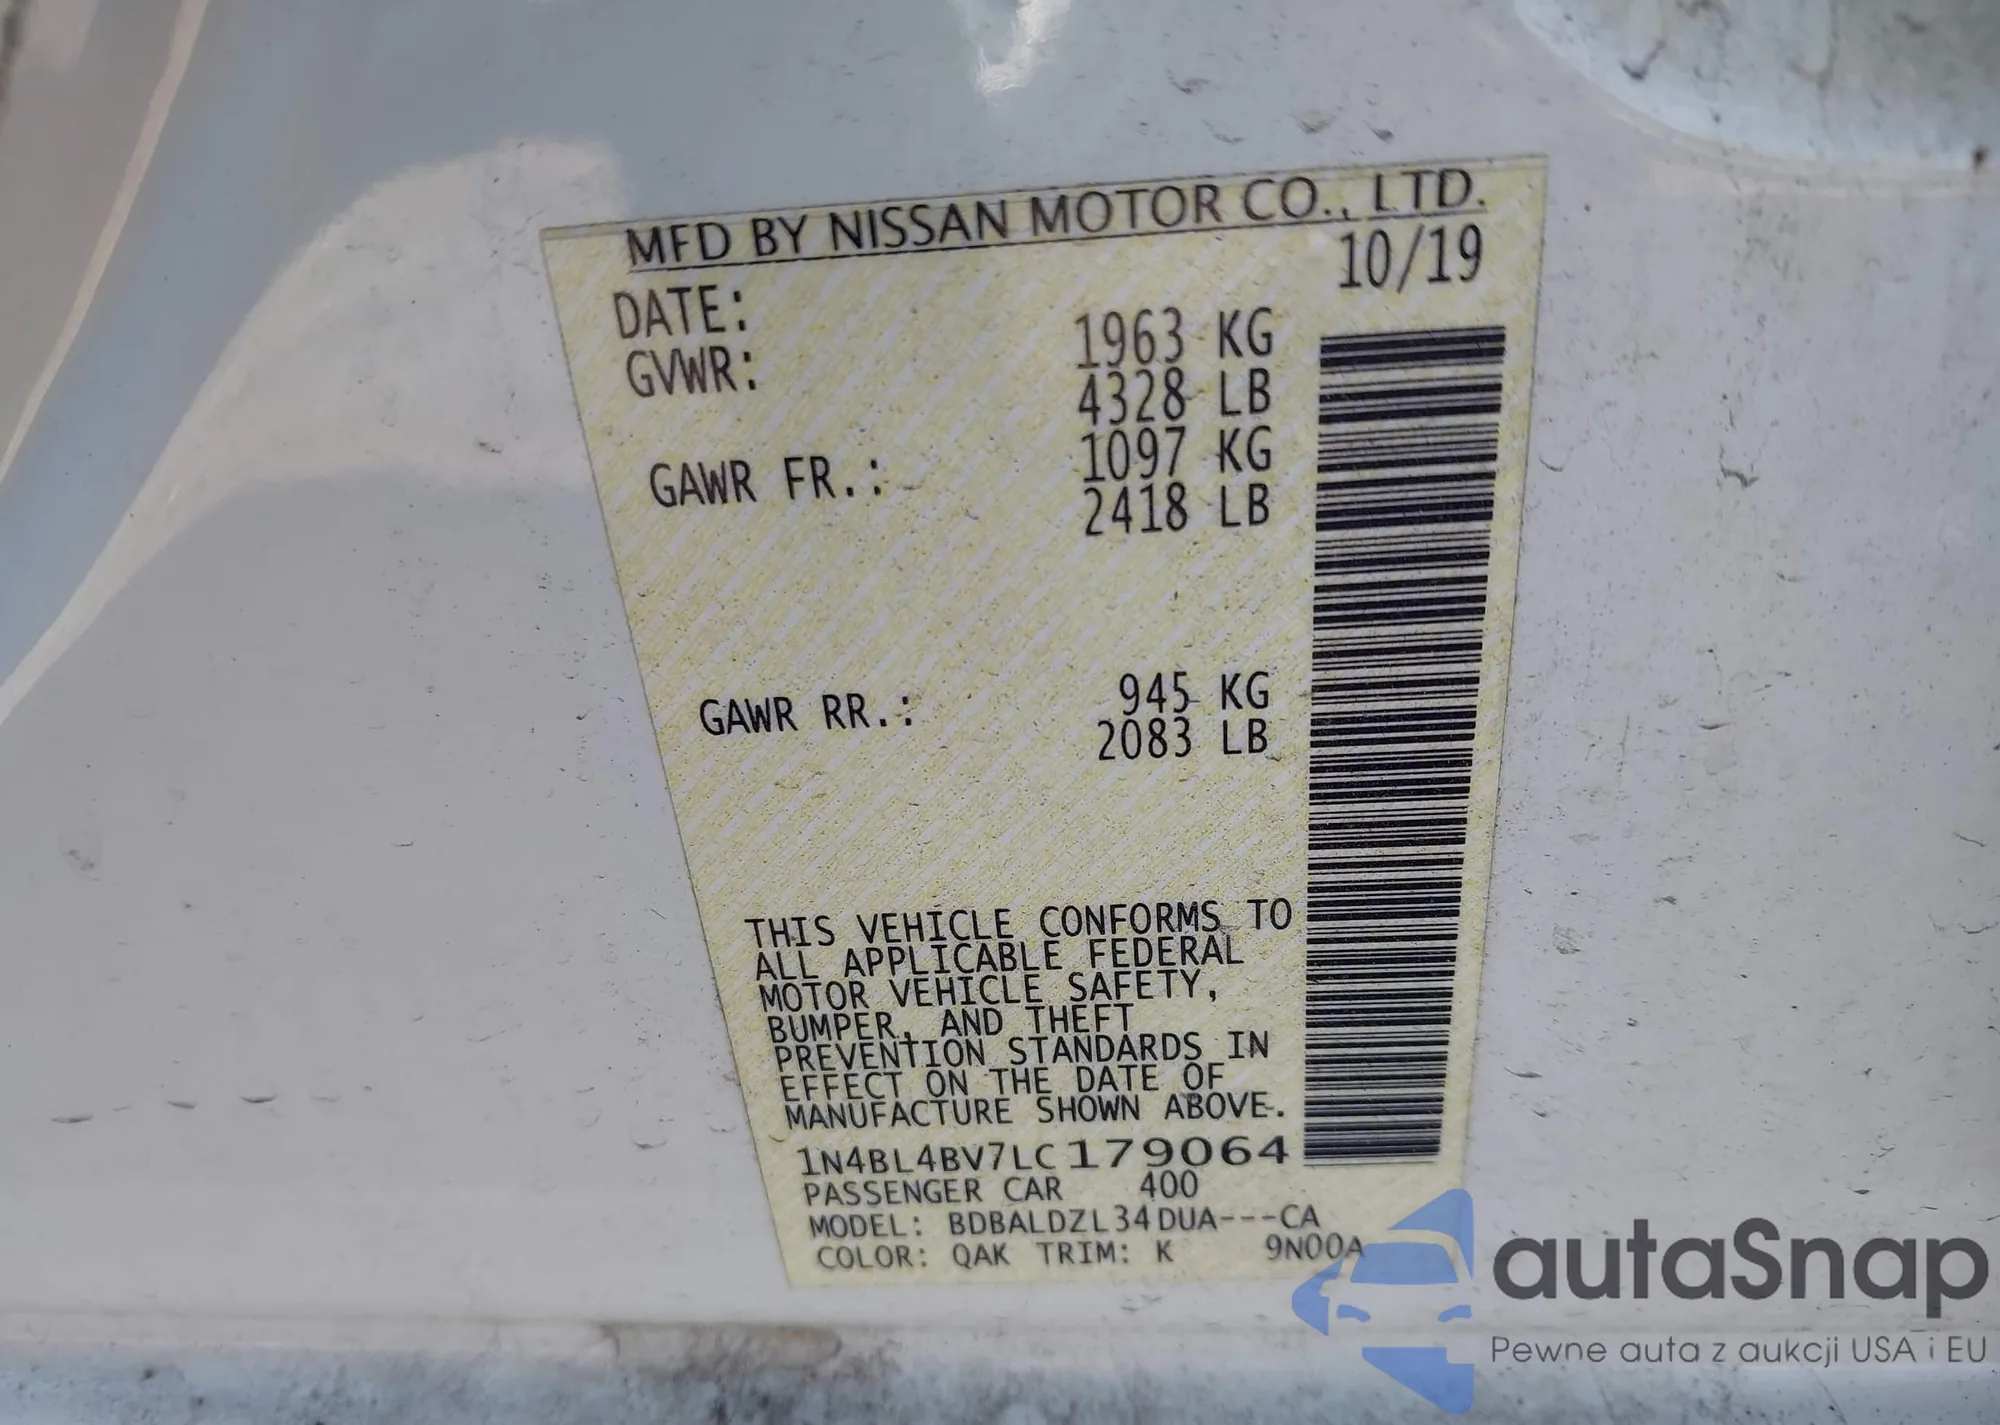 MFD BY NISSAN MOTOR CO., LTD.
DATE: 10/19
GVWR: 1963 KG
4328 LB
GAWR FR.: 1097 KG
2418 LB
GAWR RR.: 945 KG
2083 LB
THIS VEHICLE CONFORMS TO
ALL APPLICABLE FEDERAL
MOTOR VEHICLE SAFETY,
BUMPER, AND THEFT
PREVENTION STANDARDS IN
EFFECT ON THE DATE OF
MANUFACTURE SHOWN ABOVE.
1N4BL4BV7LC179064
PASSENGER CAR 400
MODEL: BDBALDZL34DUA---CA
COLOR: QAK TRIM: K 9N00A
autaSnap
Pewne auta z aukcji USA i EU